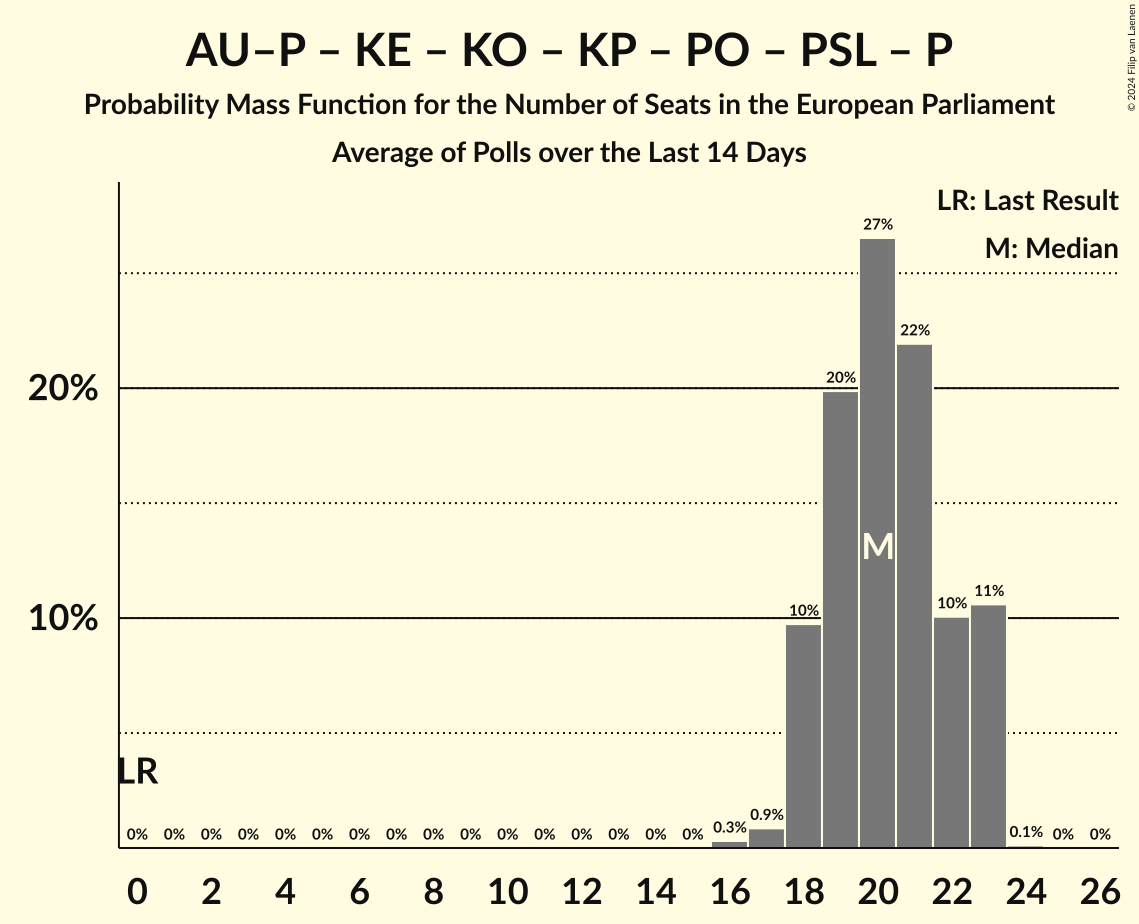 AU–P – KE – KO – KP – PO – PSL – P
Probability Mass Function for the Number of Seats in the European Parliament
Average of Polls over the Last 14 Days
© 2024 Filip van Laenen
LR: Last Result
M: Median
27%
22%
20%
20%
M
11%
10%
10%
10%
LR
0% 0% 0% 0% 0% 0% 0% 0% 0% 0% 0% 0% 0% 0% 0% 0% 0.3% 0.9% 0.1% 0% 0%
0 2 4 6 8 10 12 14 16 18 20 22 24 26